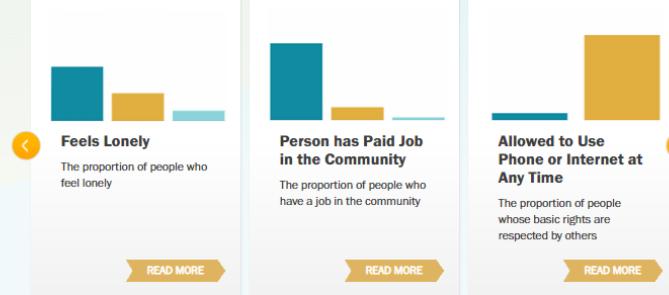 Feels Lonely
The proportion of people who
feel lonely
READ MORE
Person has Paid Job
in the Community
The proportion of people who
have a job in the community
READ MORE
Allowed to Use
Phone or Internet at
Any Time
The proportion of people
whose basic rights are
respected by others
READ MORE